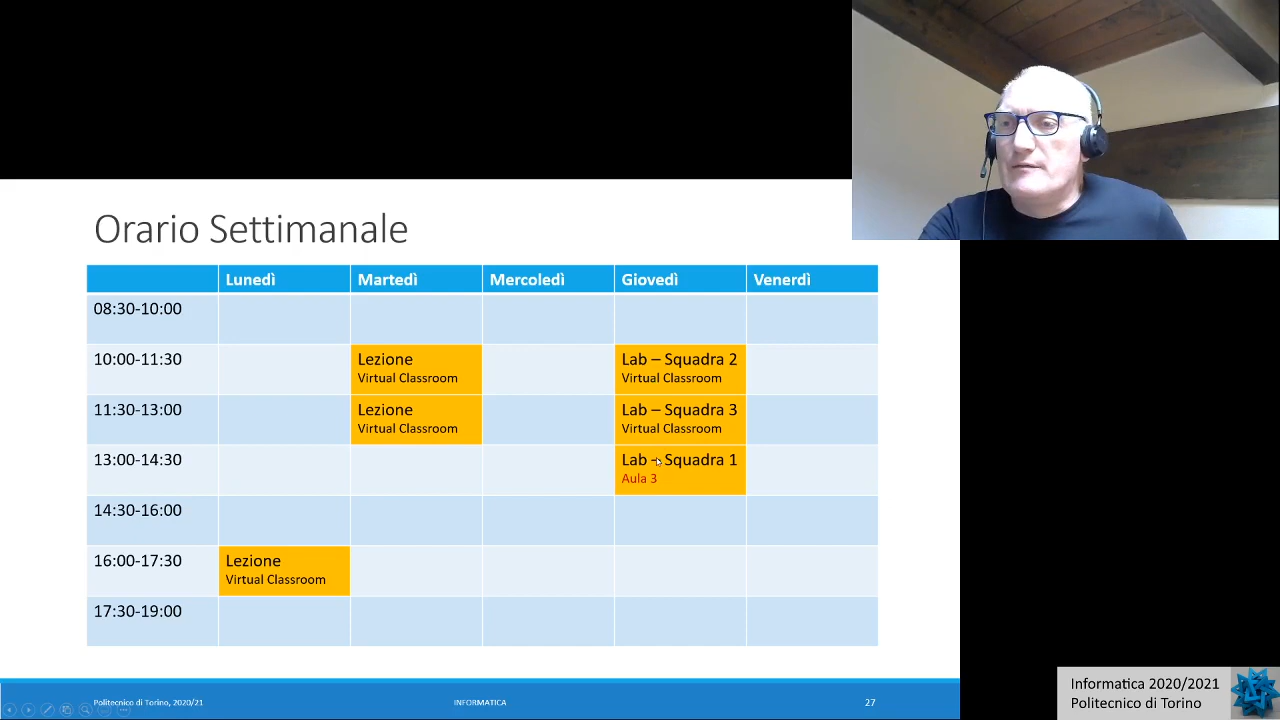 Orario Settimanale
Lunedì Martedì Mercoledì Giovedì Venerdì
08:30-10:00
10:00-11:30 Lezione Lab – Squadra 2
Virtual Classroom Virtual Classroom
11:30-13:00 Lezione Lab – Squadra 3
Virtual Classroom Virtual Classroom
13:00-14:30 Lab – Squadra 1
Aula 3
14:30-16:00
16:00-17:30 Lezione
Virtual Classroom
17:30-19:00
Politecnico di Torino, 2020/21 INFORMATICA 27
Informatica 2020/2021
Politecnico di Torino